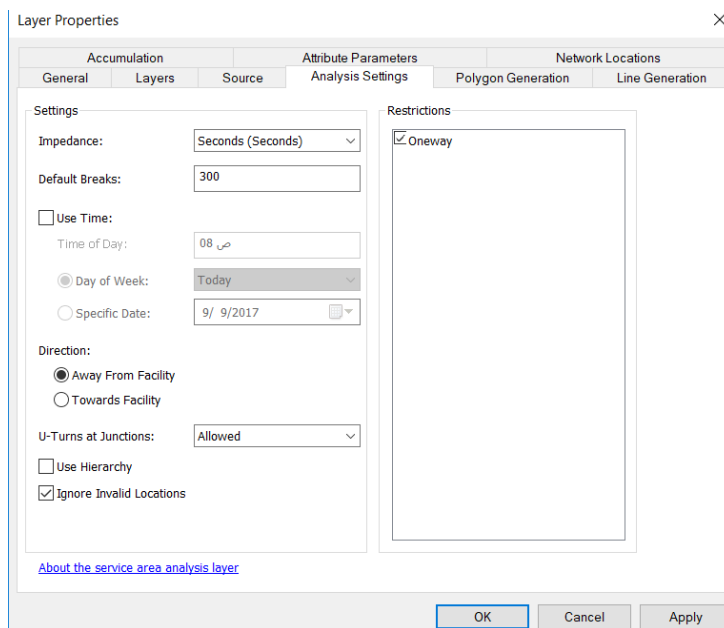 Layer Properties
Accumulation Attribute Parameters Network Locations
General Layers Source Analysis Settings Polygon Generation Line Generation
Settings
Impedance: Seconds (Seconds)
Default Breaks: 300
Use Time:
Time of Day: 08 ص
Day of Week: Today
Specific Date: 9/ 9/2017
Direction:
Away From Facility
Towards Facility
U-Turns at Junctions: Allowed
Use Hierarchy
Ignore Invalid Locations
Restrictions
Oneway
About the service area analysis layer
OK Cancel Apply